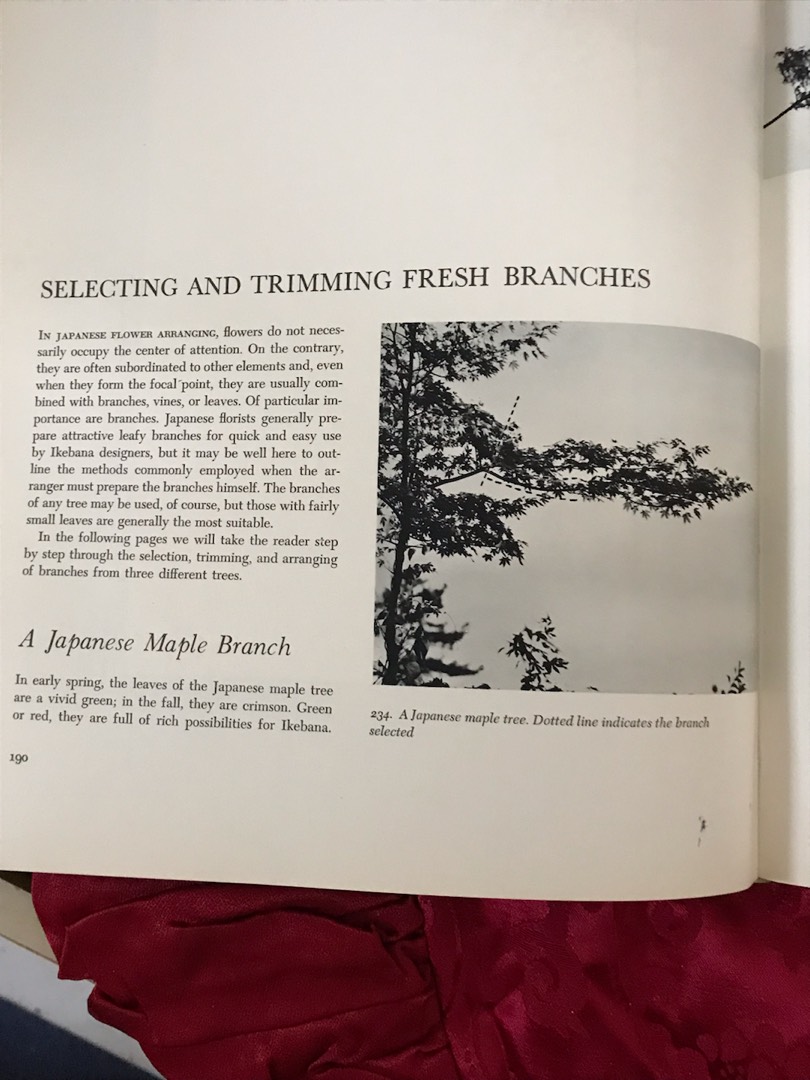 SELECTING AND TRIMMING FRESH BRANCHES
IN JAPANESE FLOWER ARRANGING, flowers do not neces-
sarily occupy the center of attention. On the contrary,
they are often subordinated to other elements and, even
when they form the focal point, they are usually com-
bined with branches, vines, or leaves. Of particular im-
portance are branches. Japanese florists generally pre-
pare attractive leafy branches for quick and easy use
by Ikebana designers, but it may be well here to out-
line the methods commonly employed when the ar-
ranger must prepare the branches himself. The branches
of any tree may be used, of course, but those with fairly
small leaves are generally the most suitable.
In the following pages we will take the reader step
by step through the selection, trimming, and arranging
of branches from three different trees.
A Japanese Maple Branch
In early spring, the leaves of the Japanese maple tree
are a vivid green; in the fall, they are crimson. Green
or red, they are full of rich possibilities for Ikebana.
190
234. A Japanese maple tree. Dotted line indicates the branch
selected